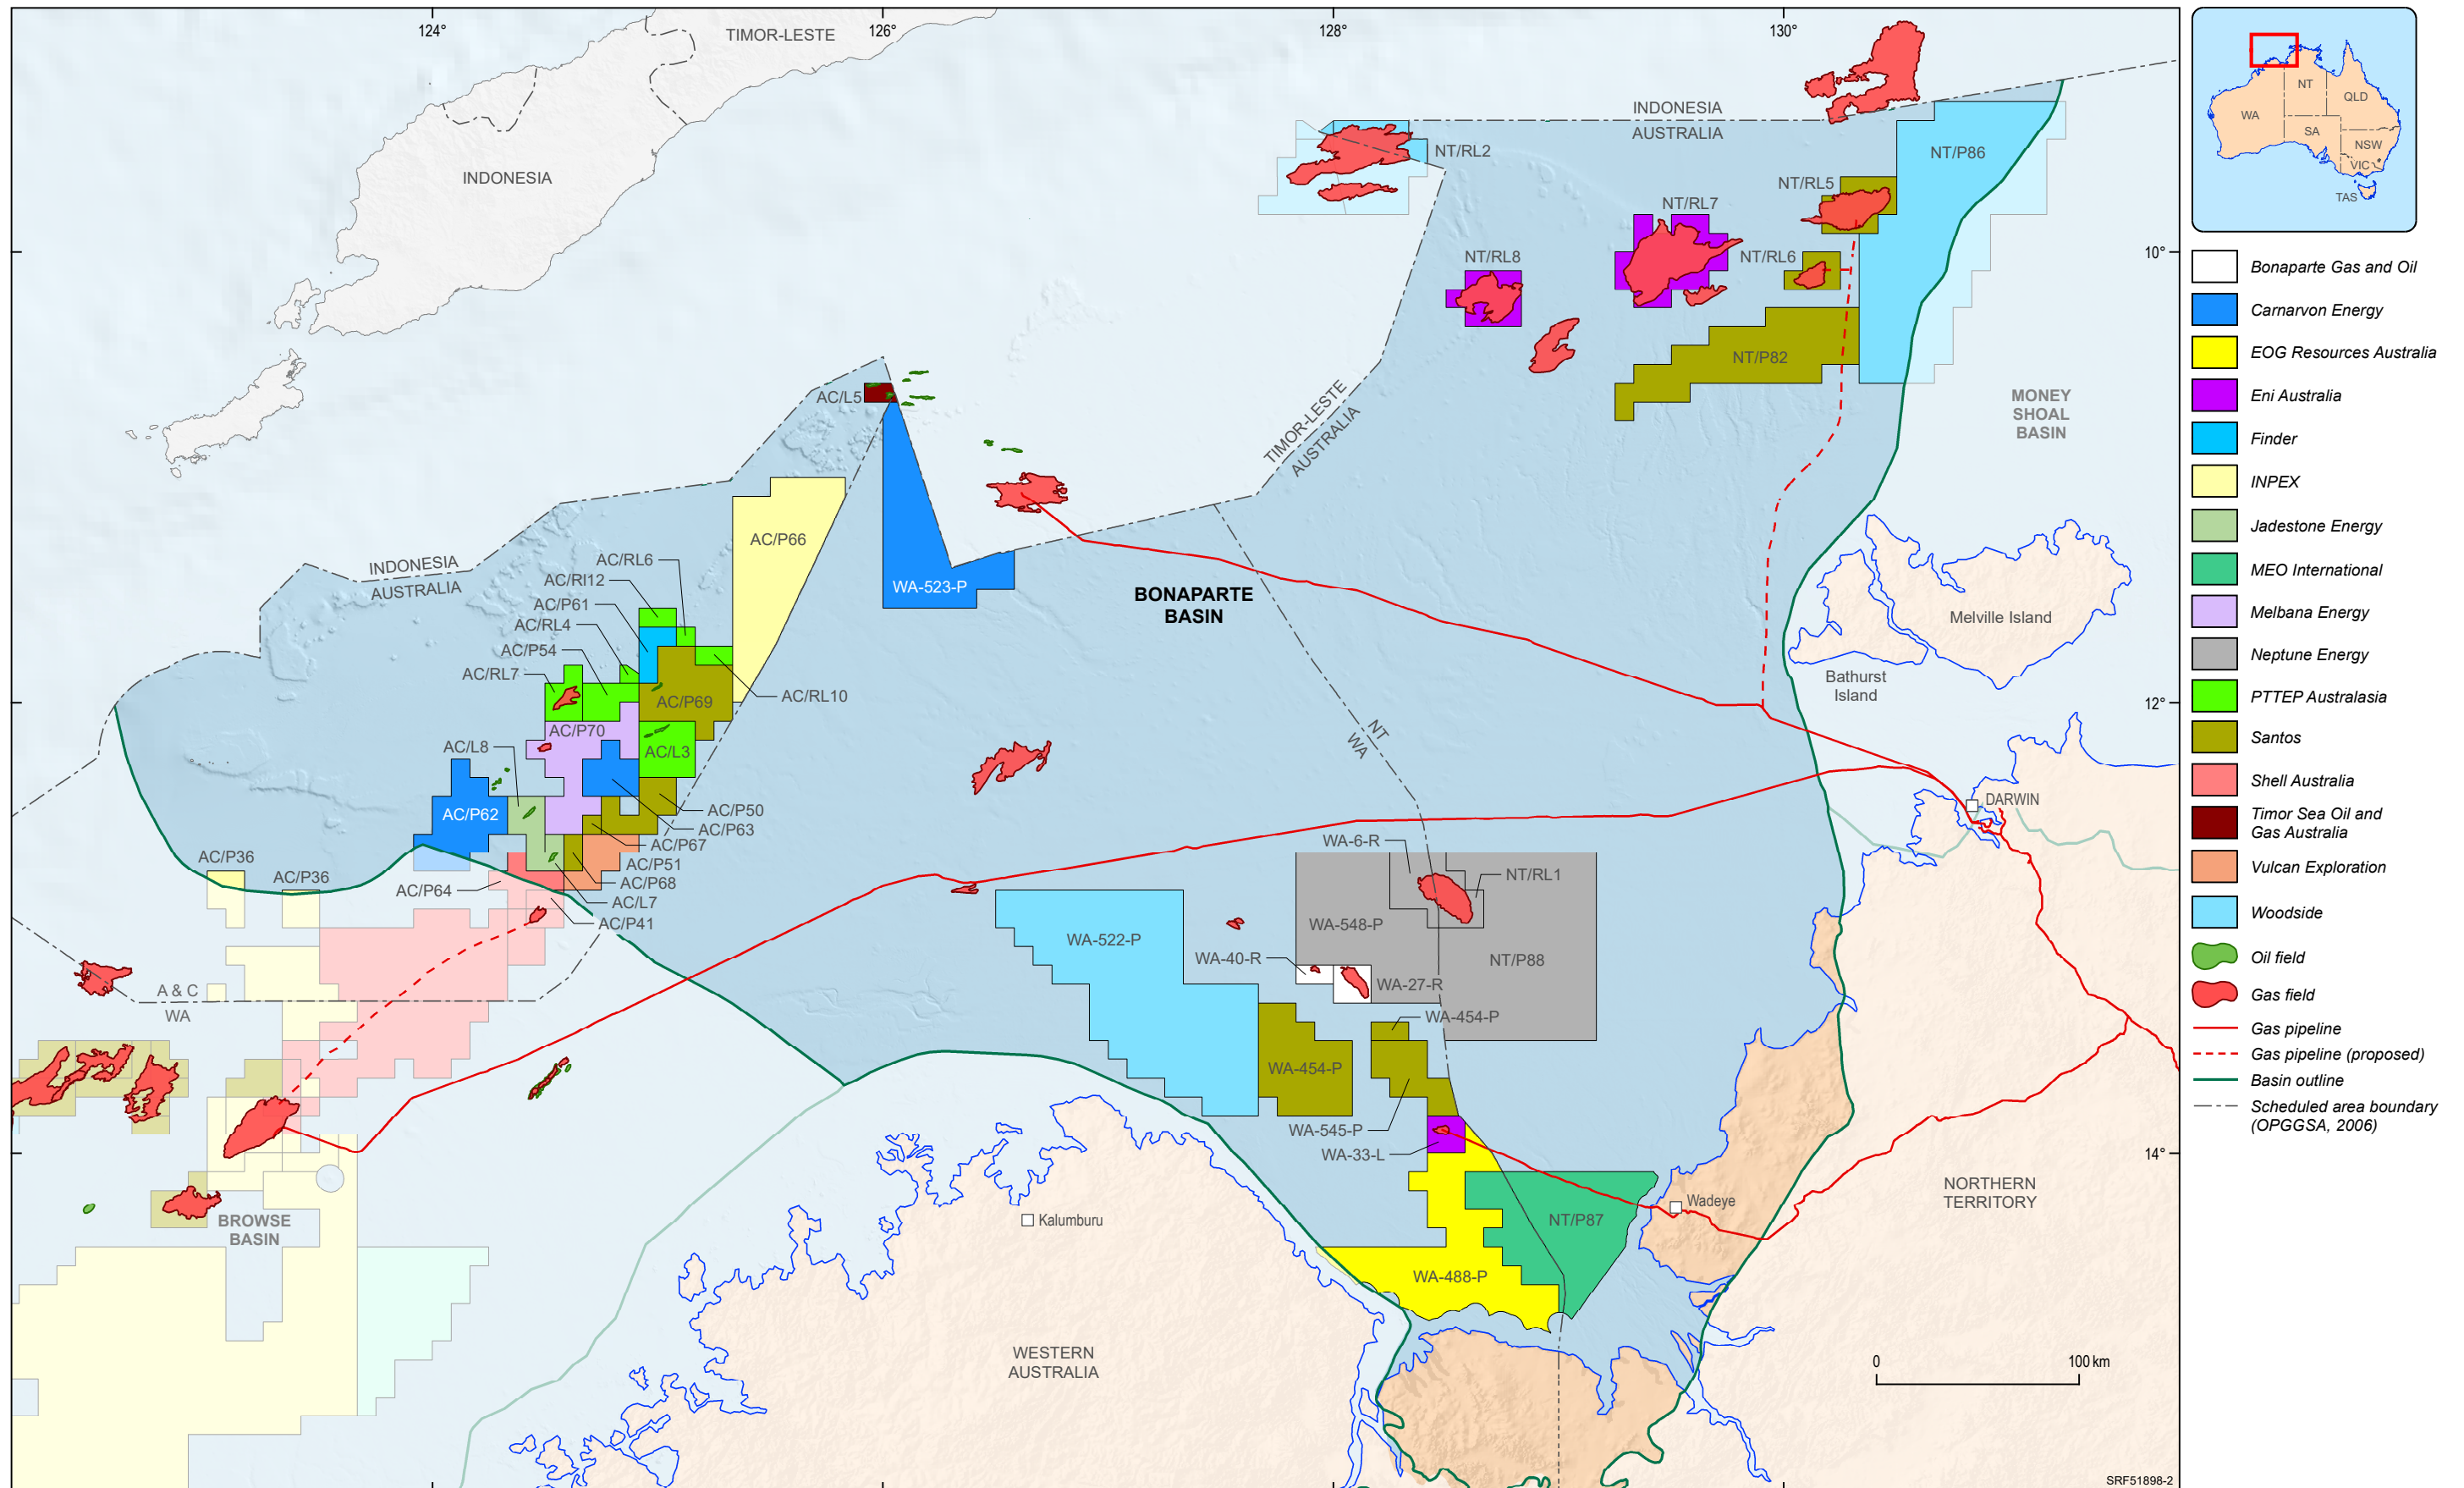 124°
126°
128°
130°
TIMOR-LESTE
INDONESIA
INDONESIA
AUSTRALIA
NT/RL2
NT/P86
NT/RL5
NT/RL7
NT/RL6
NT/RL8
10°
NT/P82
MONEY
SHOAL
BASIN
AC/L5
TIMOR-LESTE
AUSTRALIA
AC/P66
INDONESIA
AUSTRALIA
AC/RL6
AC/Rl12
AC/P61
AC/RL4
AC/P54
AC/RL7
WA-523-P
BONAPARTE
BASIN
Melville Island
Bathurst
Island
AC/P69
AC/RL10
12°
AC/P70
AC/L3
AC/L8
NT
WA
AC/P62
AC/P50
AC/P63
AC/P67
AC/P51
AC/P68
AC/L7
AC/P41
AC/P64
AC/P36
AC/P36
DARWIN
WA-6-R
NT/RL1
WA-548-P
WA-522-P
WA-40-R
NT/P88
WA-27-R
A & C
WA
WA-454-P
WA-454-P
WA-545-P
WA-33-L
14°
BROWSE
BASIN
Kalumburu
Wadeye
NT/P87
NORTHERN
TERRITORY
WA-488-P
WESTERN
AUSTRALIA
0
100 km
SRF51898-2
NT
QLD
WA
SA
NSW
VIC
TAS
Bonaparte Gas and Oil
Carnarvon Energy
EOG Resources Australia
Eni Australia
Finder
INPEX
Jadestone Energy
MEO International
Melbana Energy
Neptune Energy
PTTEP Australasia
Santos
Shell Australia
Timor Sea Oil and
Gas Australia
Vulcan Exploration
Woodside
Oil field
Gas field
Gas pipeline
Gas pipeline (proposed)
Basin outline
Scheduled area boundary
(OPGGSA, 2006)